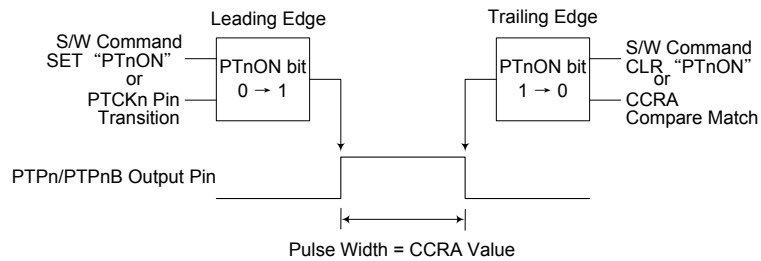 Leading Edge
S/W Command
SET “PTnON”
or
PTCKn Pin
Transition
PTnON bit
0 → 1
Trailing Edge
PTnON bit
1 → 0
S/W Command
CLR “PTnON”
or
CCRA
Compare Match
PTPn/PTPnB Output Pin
Pulse Width = CCRA Value